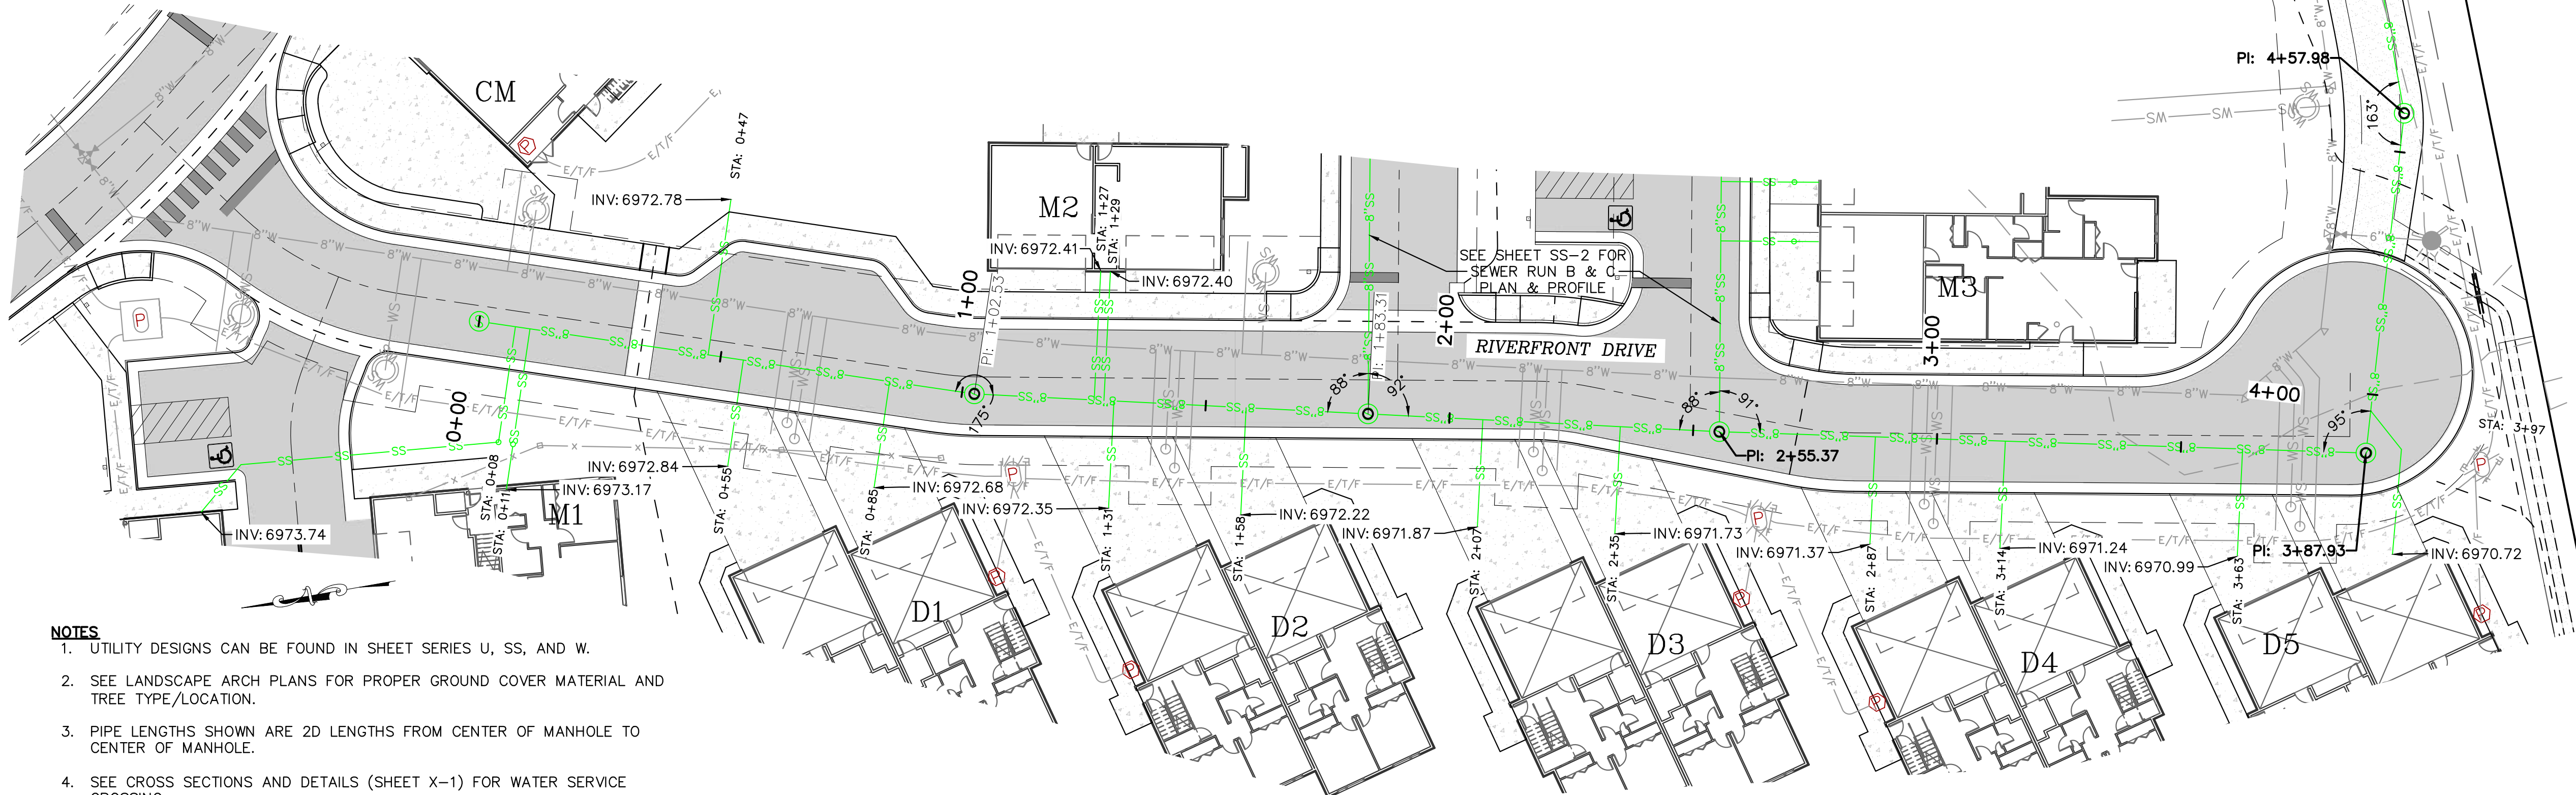 PI: 4+57.98
163°
CM
P
STA: 0+47
INV: 6972.78
M2
STA: 1+27
STA: 1+29
INV: 6972.41
INV: 6972.40
1+00
PI: 1+02.53
175°
SEE SHEET SS-2 FOR
SEWER RUN B & C
PLAN & PROFILE
PI: 1+83.31
2+00
RIVERFRONT DRIVE
M3
3+00
4+00
88°
92°
88°
91°
95°
PI: 2+55.37
PI: 3+87.93
STA: 3+97
0+00
P
8"W
8"SS
SS
WS
E/T/F
SM
6"W
STA: 0+08
STA: 0+11
INV: 6973.17
M1
INV: 6973.74
INV: 6972.84
STA: 0+55
STA: 0+85
INV: 6972.68
INV: 6972.35
STA: 1+31
STA: 1+58
INV: 6972.22
INV: 6971.87
STA: 2+07
STA: 2+35
INV: 6971.73
INV: 6971.37
STA: 2+87
STA: 3+14
INV: 6971.24
INV: 6970.99
STA: 3+63
INV: 6970.72
D1
D2
D3
D4
D5
NOTES
1. UTILITY DESIGNS CAN BE FOUND IN SHEET SERIES U, SS, AND W.
2. SEE LANDSCAPE ARCH PLANS FOR PROPER GROUND COVER MATERIAL AND
TREE TYPE/LOCATION.
3. PIPE LENGTHS SHOWN ARE 2D LENGTHS FROM CENTER OF MANHOLE TO
CENTER OF MANHOLE.
4. SEE CROSS SECTIONS AND DETAILS (SHEET X-1) FOR WATER SERVICE